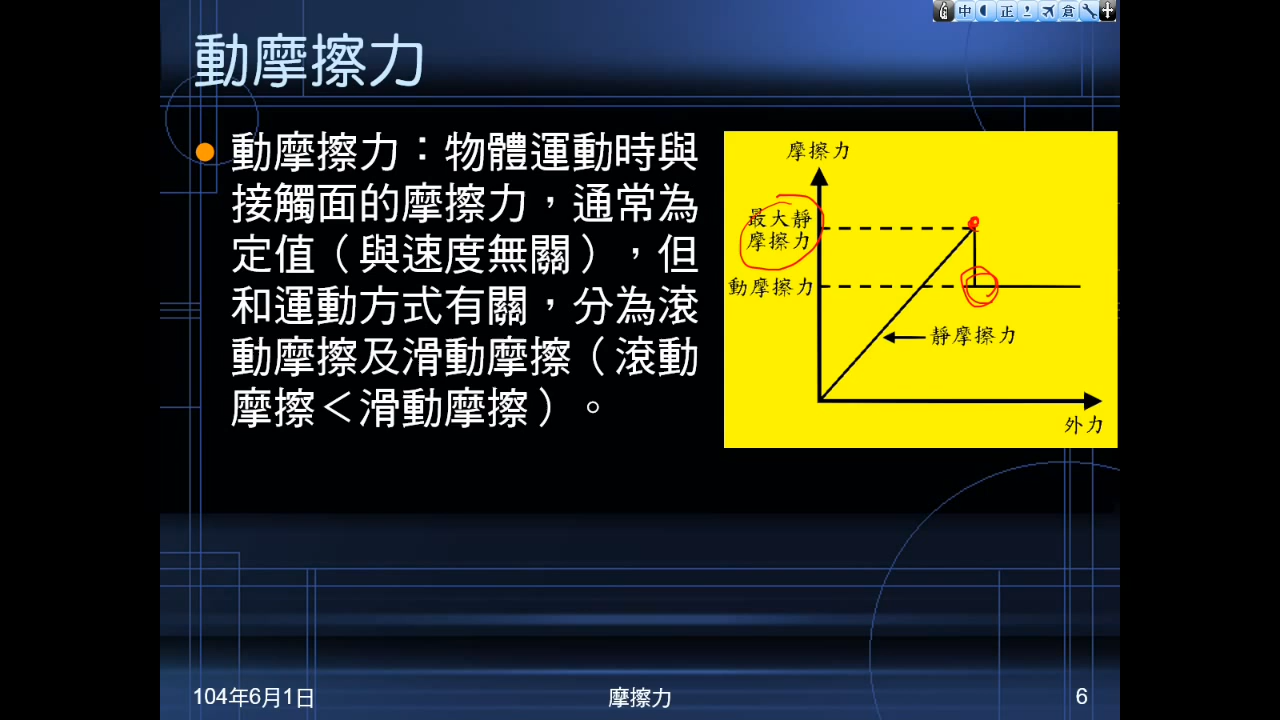 中 正 倉
動摩擦力
動摩擦力：物體運動時與
接觸面的摩擦力，通常為
定值（與速度無關），但
和運動方式有關，分為滾
動摩擦及滑動摩擦（滾動
摩擦＜滑動摩擦）。
摩擦力
最大靜
摩擦力
動摩擦力
靜摩擦力
外力
104年6月1日
摩擦力
6